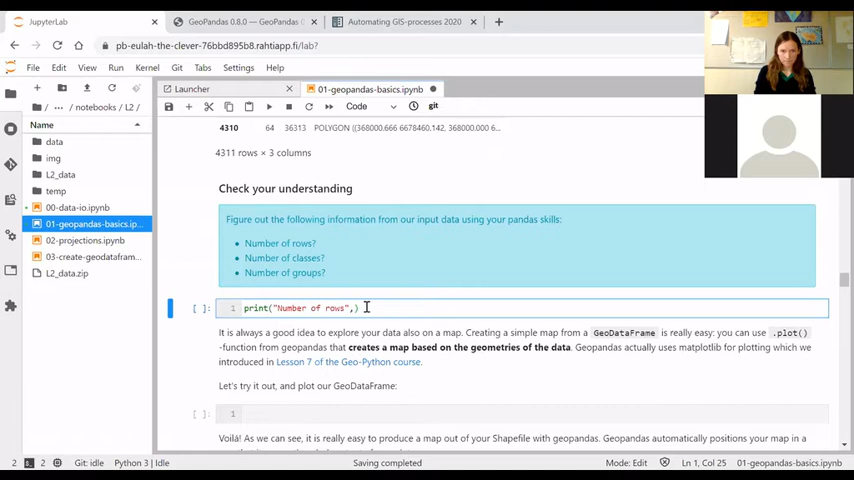 JupyterLab
GeoPandas 0.8.0 — GeoPandas
Automating GIS-processes 2020
pb-eulah-the-clever-76bbd895b8.rahtiapp.fi/lab?
File Edit View Run Kernel Git Tabs Settings Help
Launcher
01-geopandas-basics.ipynb
Code
git
/ ··· / notebooks / L2 /
Name
data
img
L2_data
temp
00-data-io.ipynb
01-geopandas-basics.ip...
02-projections.ipynb
03-create-geodatafram...
L2_data.zip
4310 64 36313 POLYGON ((368000.666 6678460.142, 368000.000 6...
4311 rows × 3 columns
Check your understanding
Figure out the following information from our input data using your pandas skills:
• Number of rows?
• Number of classes?
• Number of groups?
[ ]: 1 print("Number of rows",)
It is always a good idea to explore your data also on a map. Creating a simple map from a GeoDataFrame is really easy: you can use .plot()
-function from geopandas that creates a map based on the geometries of the data. Geopandas actually uses matplotlib for plotting which we
introduced in Lesson 7 of the Geo-Python course.
Let's try it out, and plot our GeoDataFrame:
[ ]: 1
Voilá! As we can see, it is really easy to produce a map out of your Shapefile with geopandas. Geopandas automatically positions your map in a
2 2 Git: idle Python 3 | Idle Saving completed Mode: Edit Ln 1, Col 25 01-geopandas-basics.ipynb